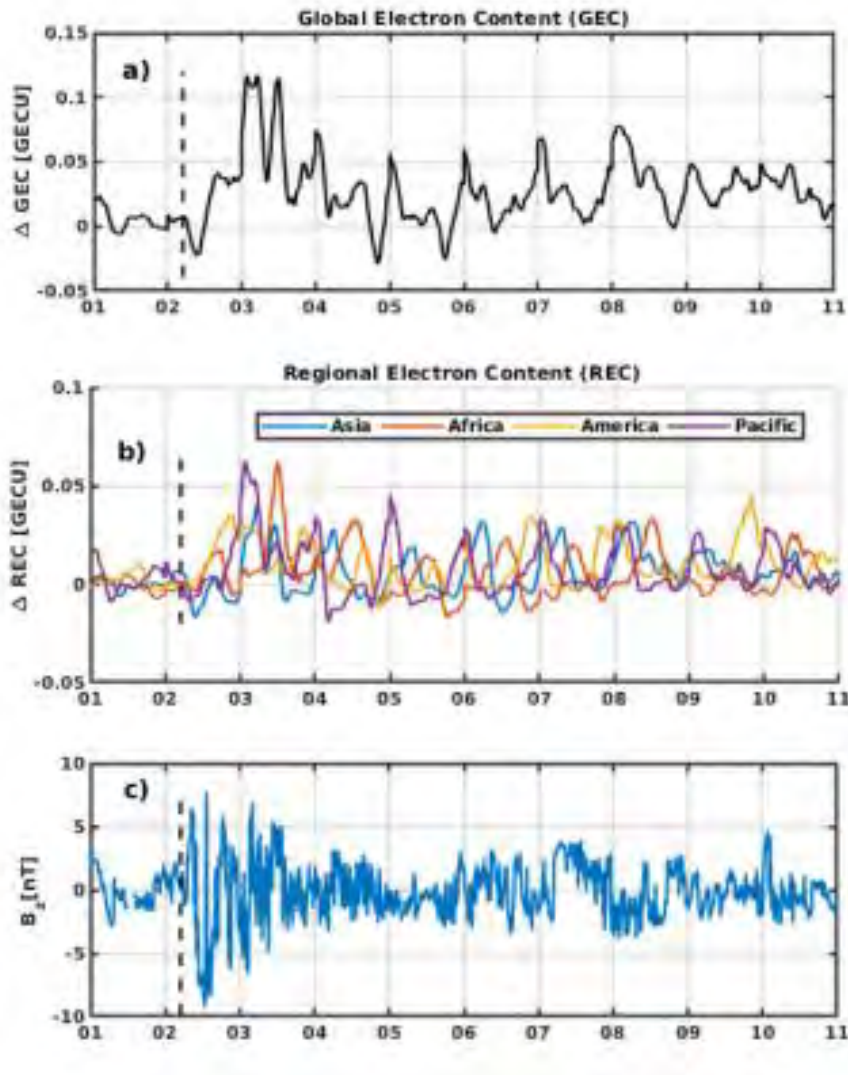 Global Electron Content (GEC)
0.15
a)
0.1
0.05
0
-0.05
Δ GEC [GECU]
01 02 03 04 05 06 07 08 09 10 11
Regional Electron Content (REC)
0.1
Asia Africa America Pacific
b)
0.05
0
-0.05
Δ REC [GECU]
01 02 03 04 05 06 07 08 09 10 11
10
c)
5
0
-5
-10
Bz[nT]
01 02 03 04 05 06 07 08 09 10 11